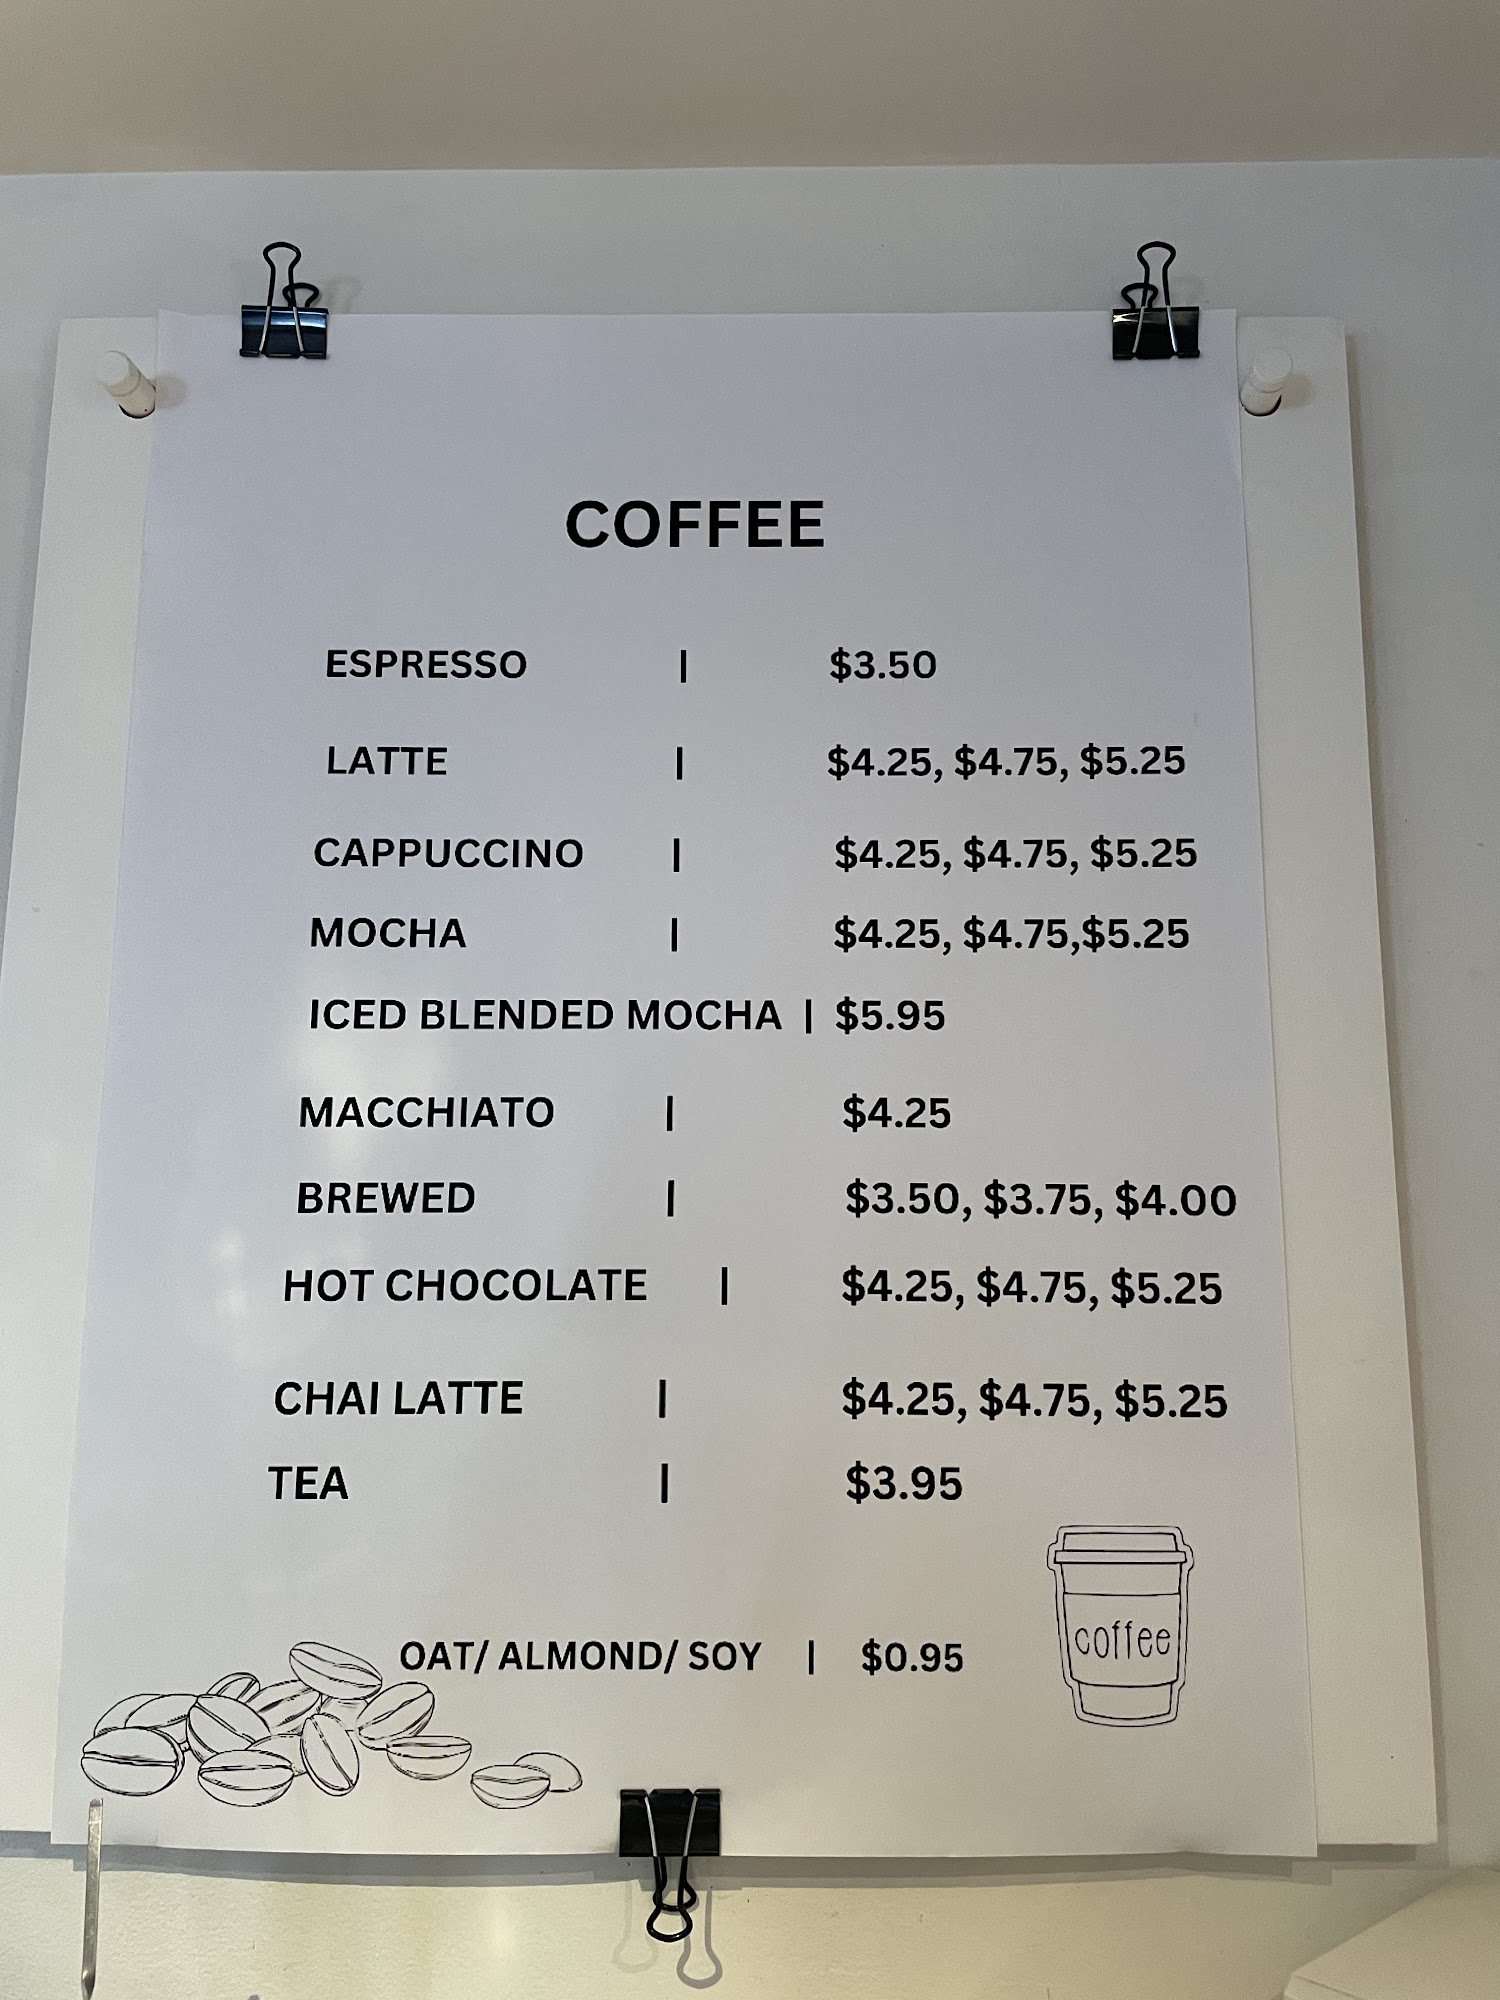 COFFEE
ESPRESSO | $3.50
LATTE | $4.25, $4.75, $5.25
CAPPUCCINO | $4.25, $4.75, $5.25
MOCHA | $4.25, $4.75,$5.25
ICED BLENDED MOCHA | $5.95
MACCHIATO | $4.25
BREWED | $3.50, $3.75, $4.00
HOT CHOCOLATE | $4.25, $4.75, $5.25
CHAI LATTE | $4.25, $4.75, $5.25
TEA | $3.95
OAT/ ALMOND/ SOY | $0.95
coffee